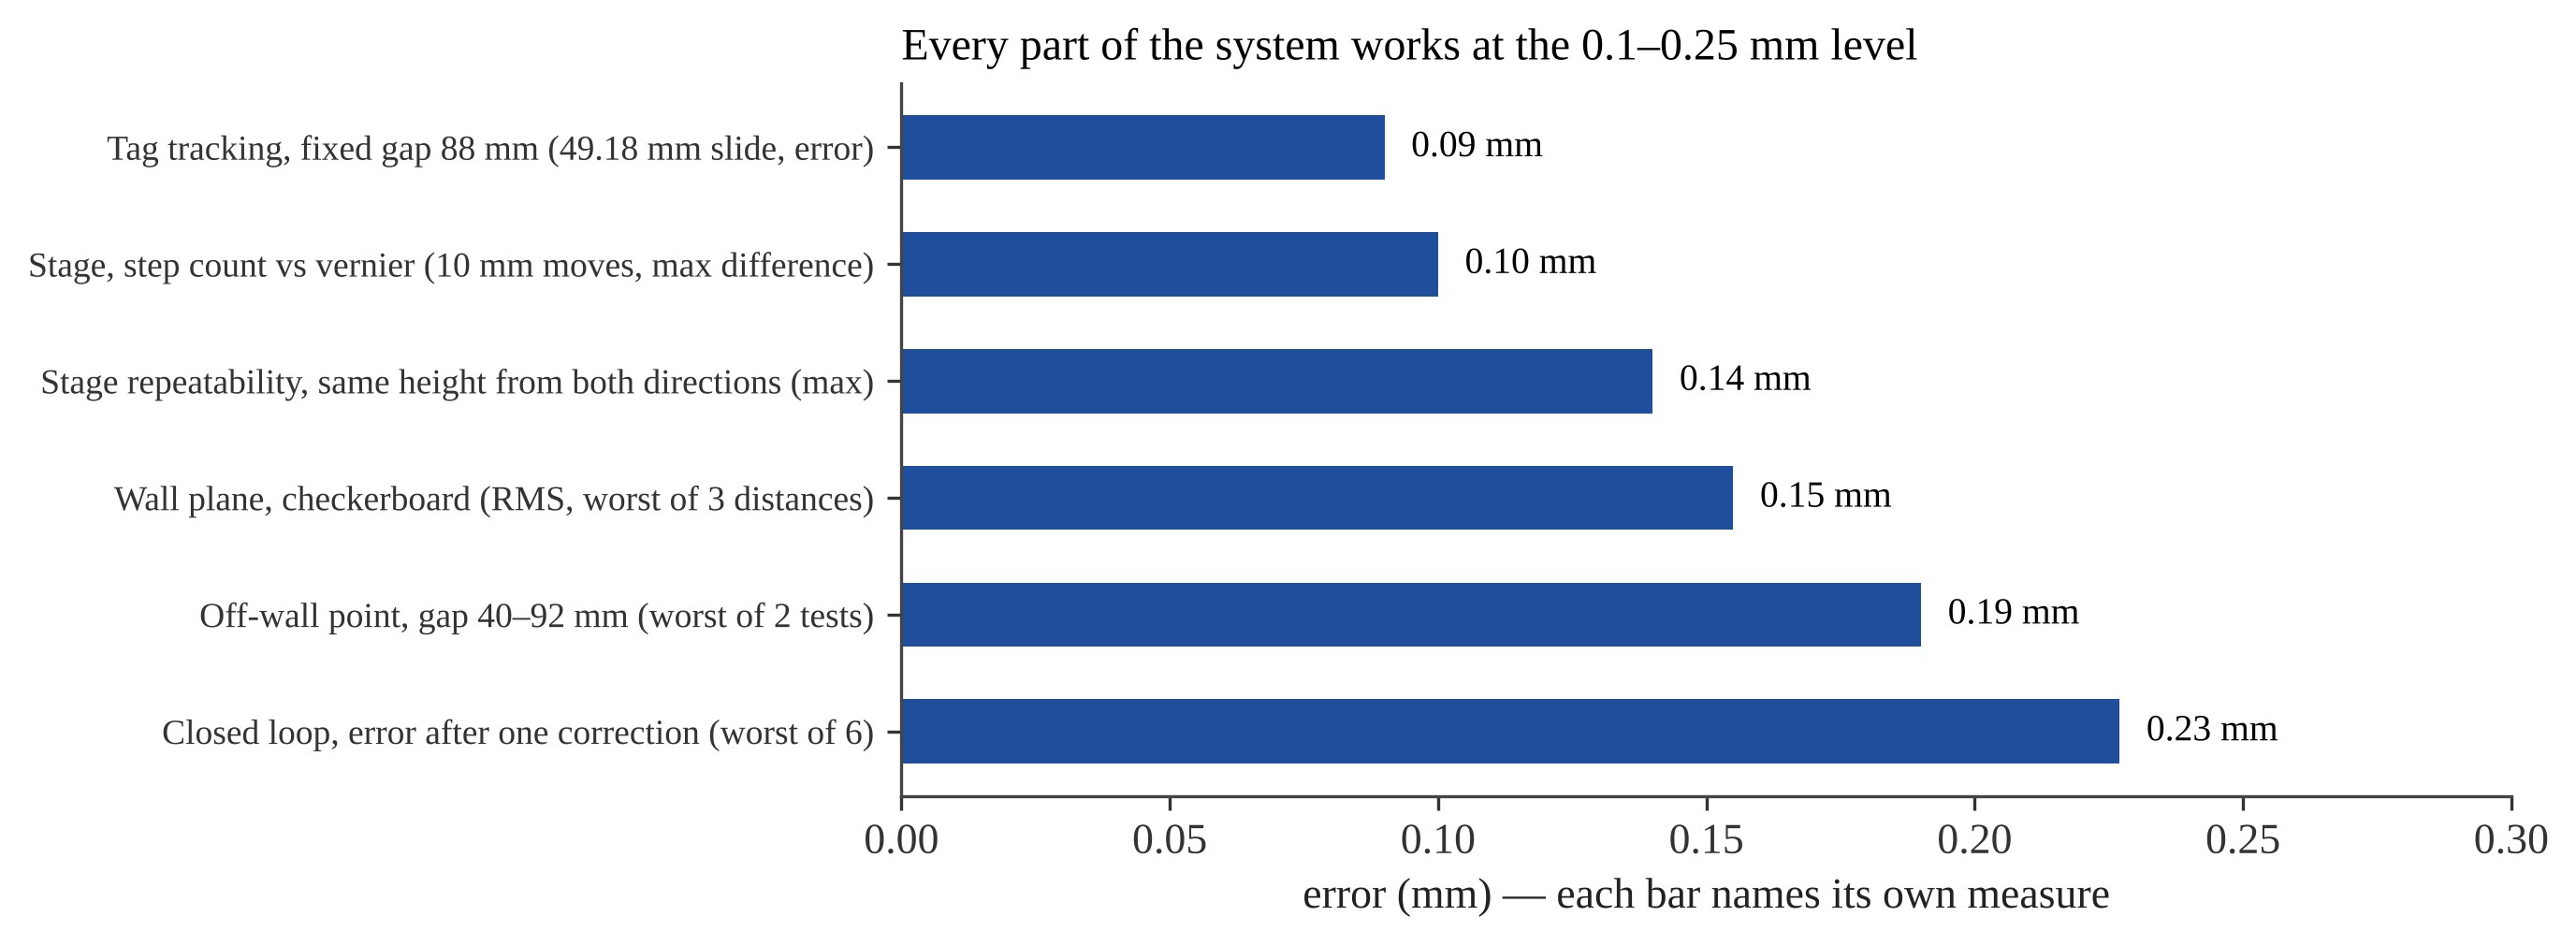 Every part of the system works at the 0.1–0.25 mm level
Tag tracking, fixed gap 88 mm (49.18 mm slide, error)
0.09 mm
Stage, step count vs vernier (10 mm moves, max difference)
0.10 mm
Stage repeatability, same height from both directions (max)
0.14 mm
Wall plane, checkerboard (RMS, worst of 3 distances)
0.15 mm
Off-wall point, gap 40–92 mm (worst of 2 tests)
0.19 mm
Closed loop, error after one correction (worst of 6)
0.23 mm
0.00 0.05 0.10 0.15 0.20 0.25 0.30
error (mm) — each bar names its own measure